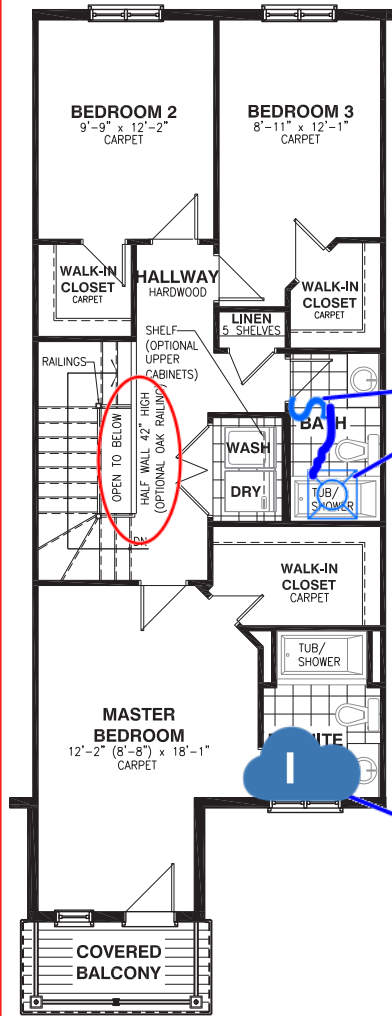 BEDROOM 2
9'-9" x 12'-2"
CARPET
BEDROOM 3
8'-11" x 12'-1"
CARPET
WALK-IN
CLOSET
CARPET
HALLWAY
HARDWOOD
WALK-IN
CLOSET
CARPET
LINEN
5 SHELVES
SHELF
(OPTIONAL
UPPER
CABINETS)
RAILINGS
OPEN TO BELOW
HALF WALL 42" HIGH
(OPTIONAL OAK RAILING)
DN
S
BATH
WASH
DRY
TUB/
SHOWER
WALK-IN
CLOSET
CARPET
TUB/
SHOWER
MASTER
BEDROOM
12'-2" (8'-8") x 18'-1"
CARPET
I
COVERED
BALCONY